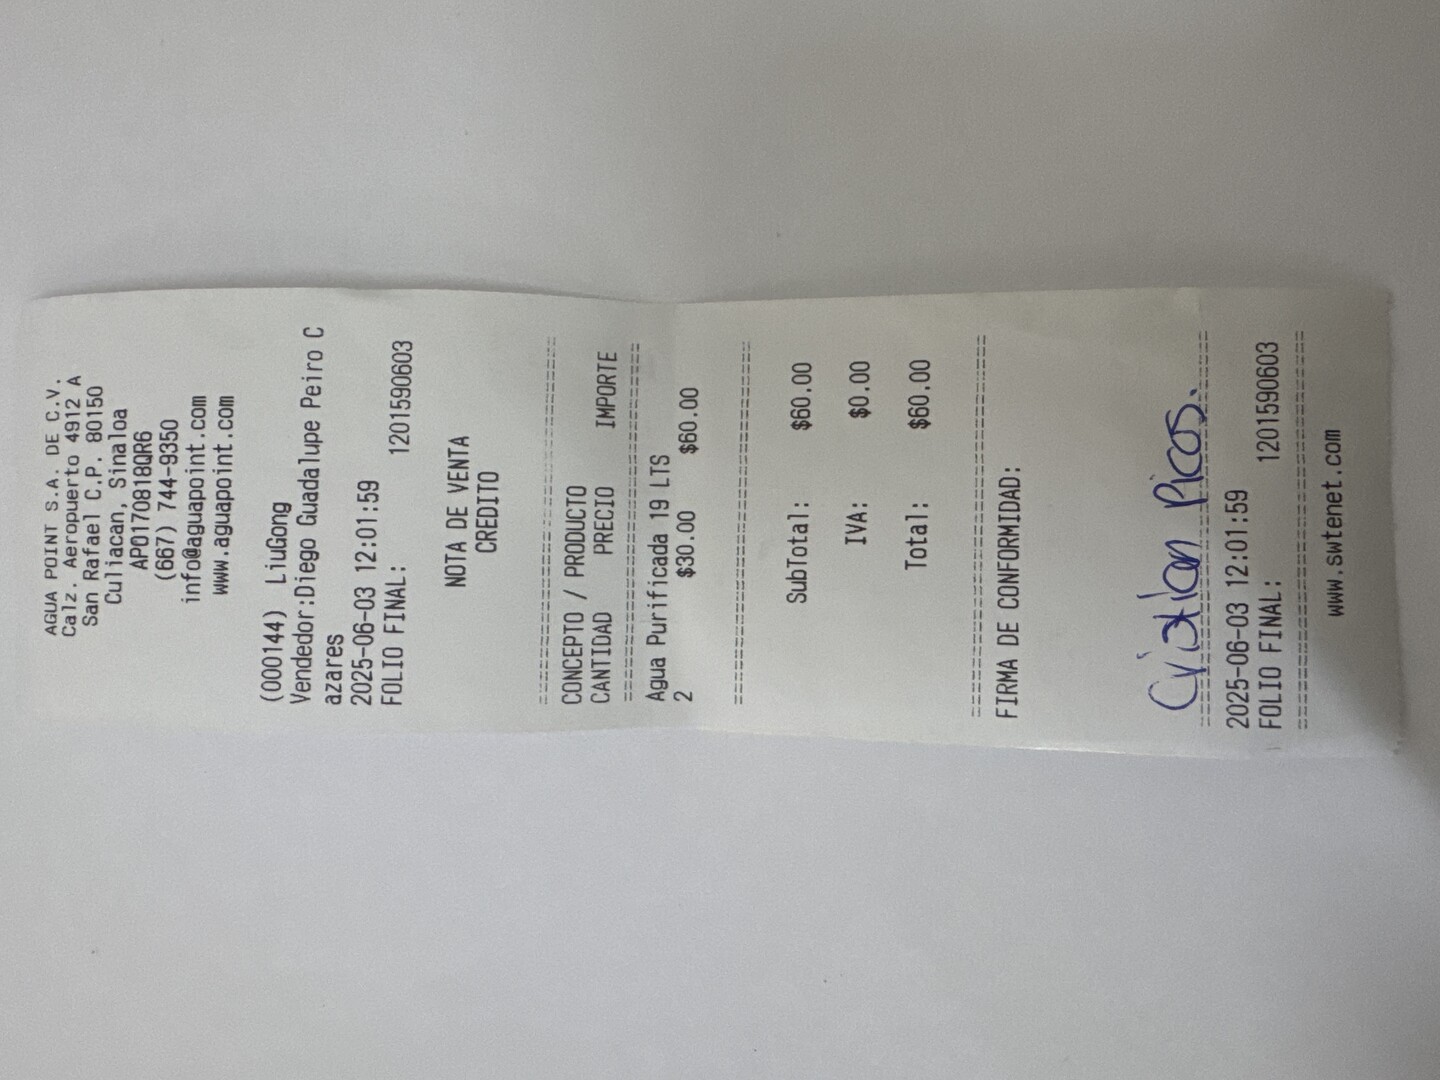 AGUA POINT S.A. DE C.V.
Calz. Aeropuerto 4912 A
San Rafael C.P. 80150
Culiacan, Sinaloa
APO170818QR6
(667) 744-9350
info@aguapoint.com
www.aguapoint.com
(000144) LiuGong
Vendedor:Diego Guadalupe Peiro C
azares
2025-06-03 12:01:59
FOLIO FINAL: 1201590603
NOTA DE VENTA
CREDITO
CONCEPTO / PRODUCTO
CANTIDAD PRECIO IMPORTE
Agua Purificada 19 LTS
2 $30.00 $60.00
SubTotal: $60.00
IVA: $0.00
Total: $60.00
FIRMA DE CONFORMIDAD:
Cristian Picos.
2025-06-03 12:01:59
FOLIO FINAL: 1201590603
www.swtenet.com